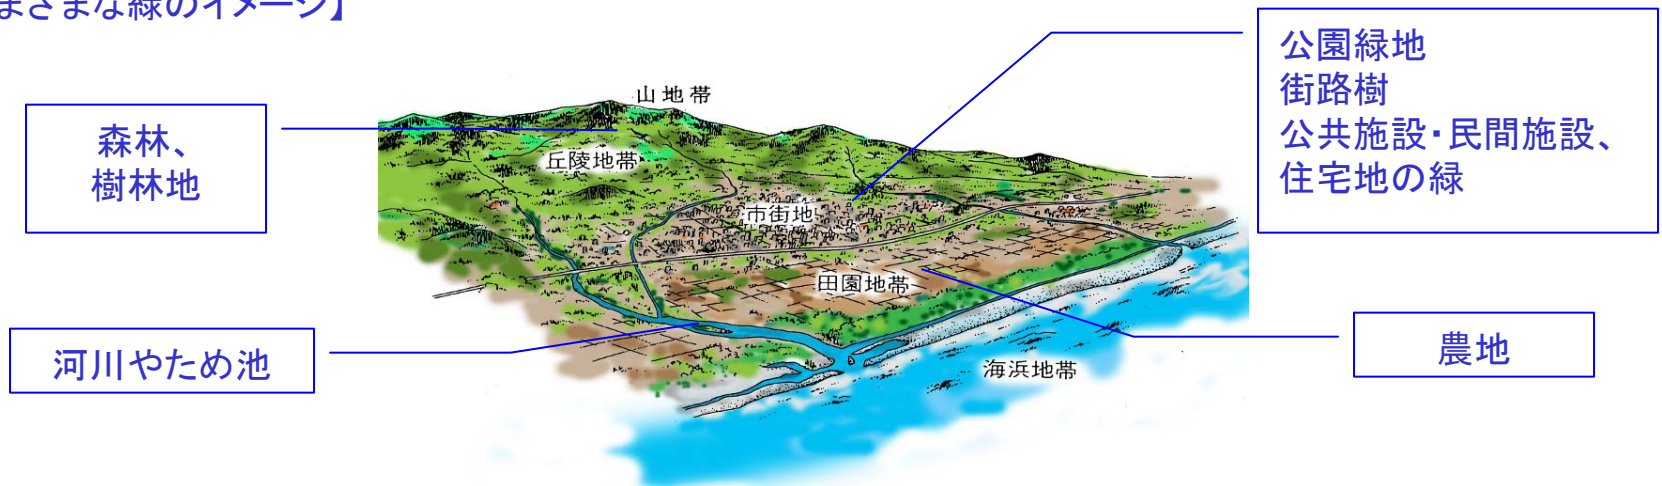 まざまな緑のイメージ】
公園緑地
街路樹
公共施設・民間施設、
住宅地の緑
山地帯
森林、
樹林地
丘陵地帯
市街地
田園地帯
河川やため池
農地
海浜地帯